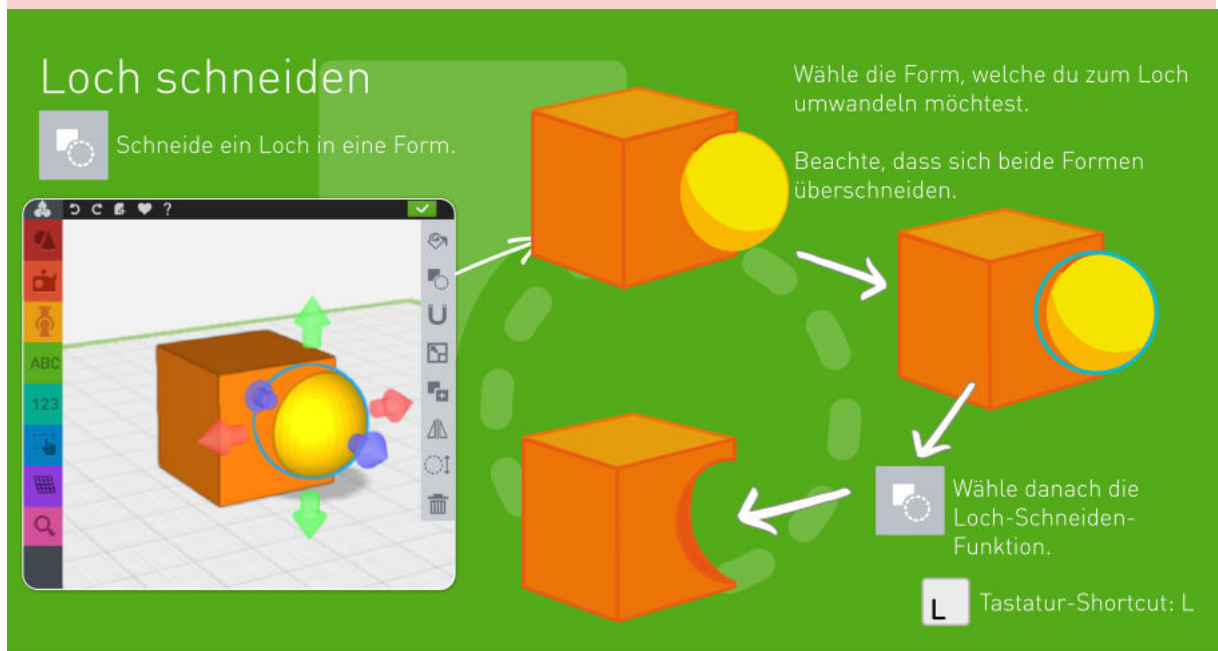 Loch schneiden
Schneide ein Loch in eine Form.
Wähle die Form, welche du zum Loch
umwandeln möchtest.
Beachte, dass sich beide Formen
überschneiden.
?
ABC
123
Wähle danach die
Loch-Schneiden-
Funktion.
L
Tastatur-Shortcut: L